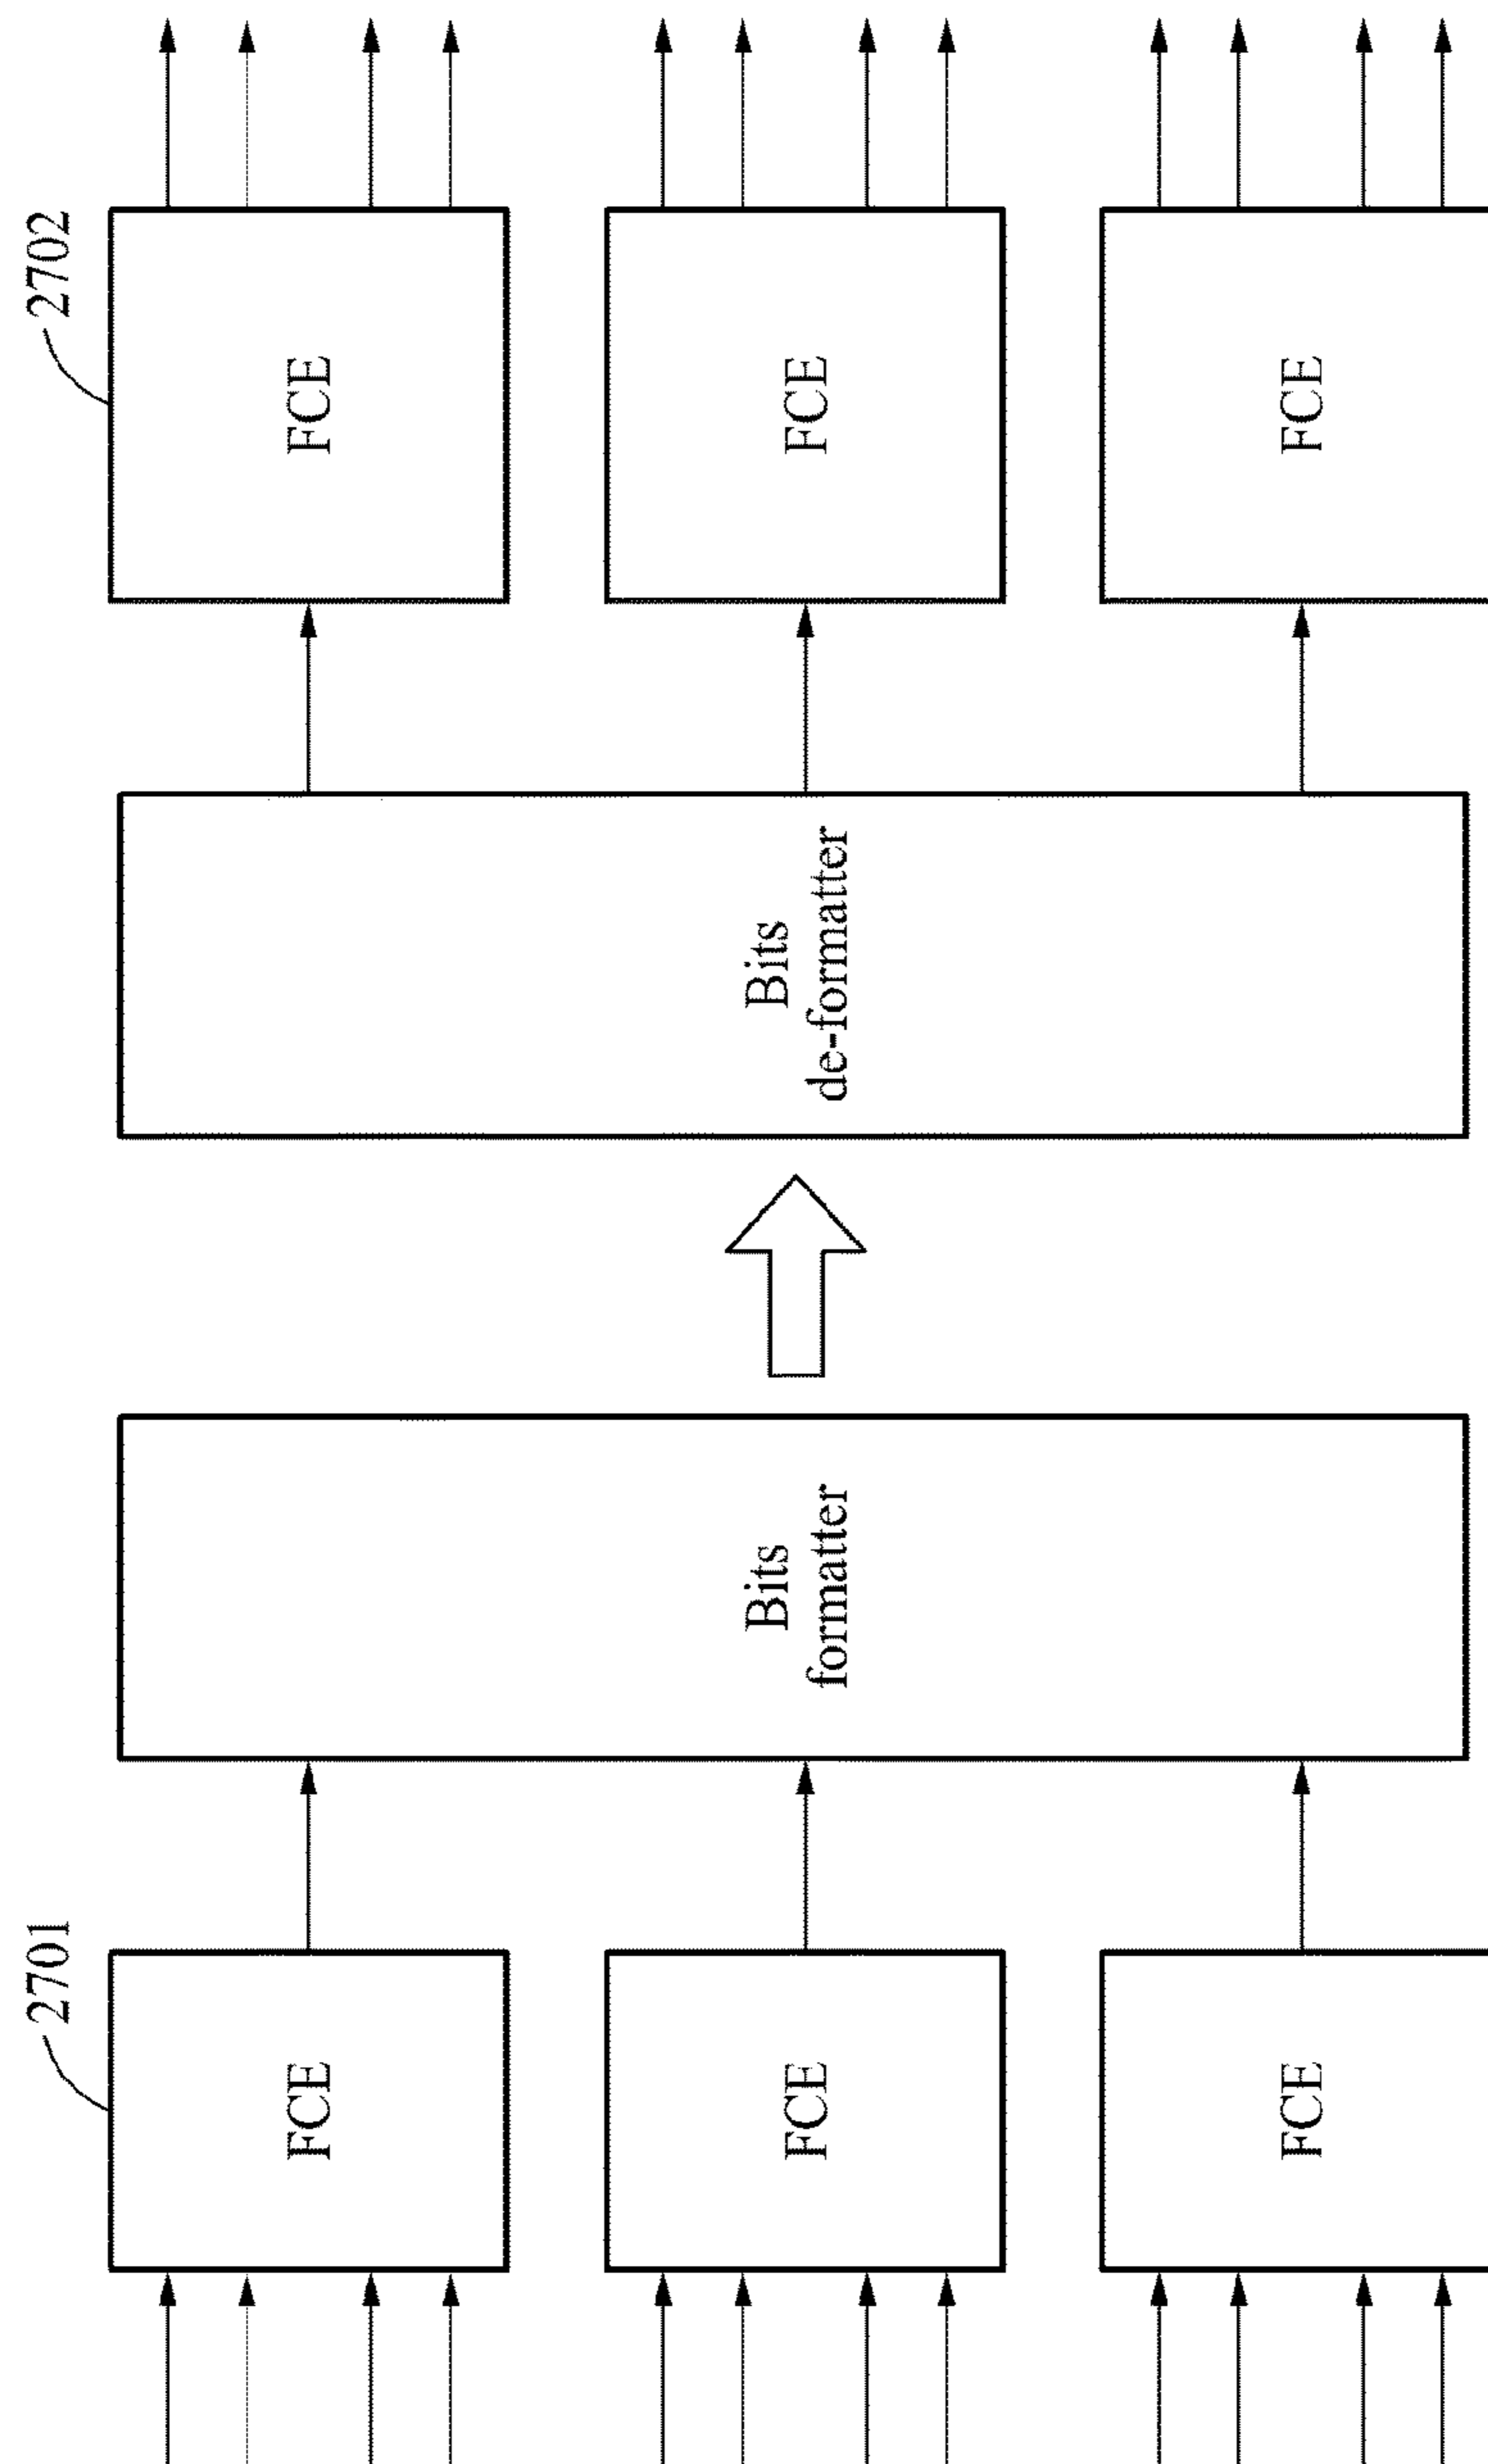 2701
FCE
FCE
FCE
Bits
formatter
Bits
de-formatter
2702
FCE
FCE
FCE